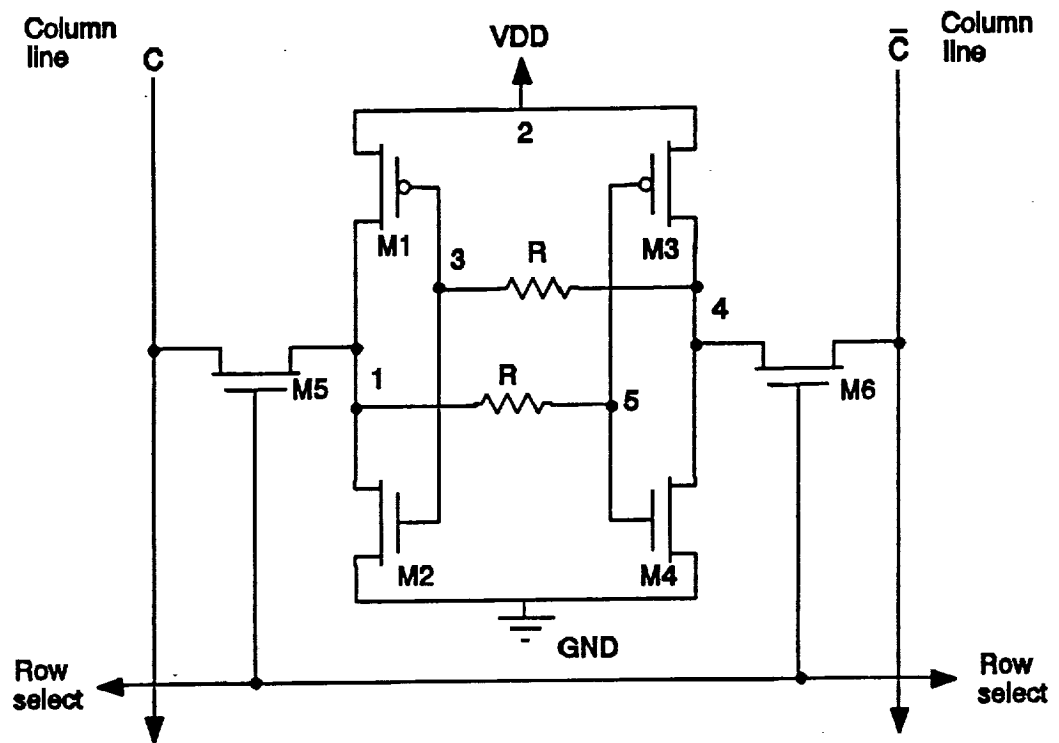 Column
line
C
VDD
C̅
Column
line
2
M1
M3
3
R
4
1
R
5
M5
M6
M2
M4
GND
Row
select
Row
select